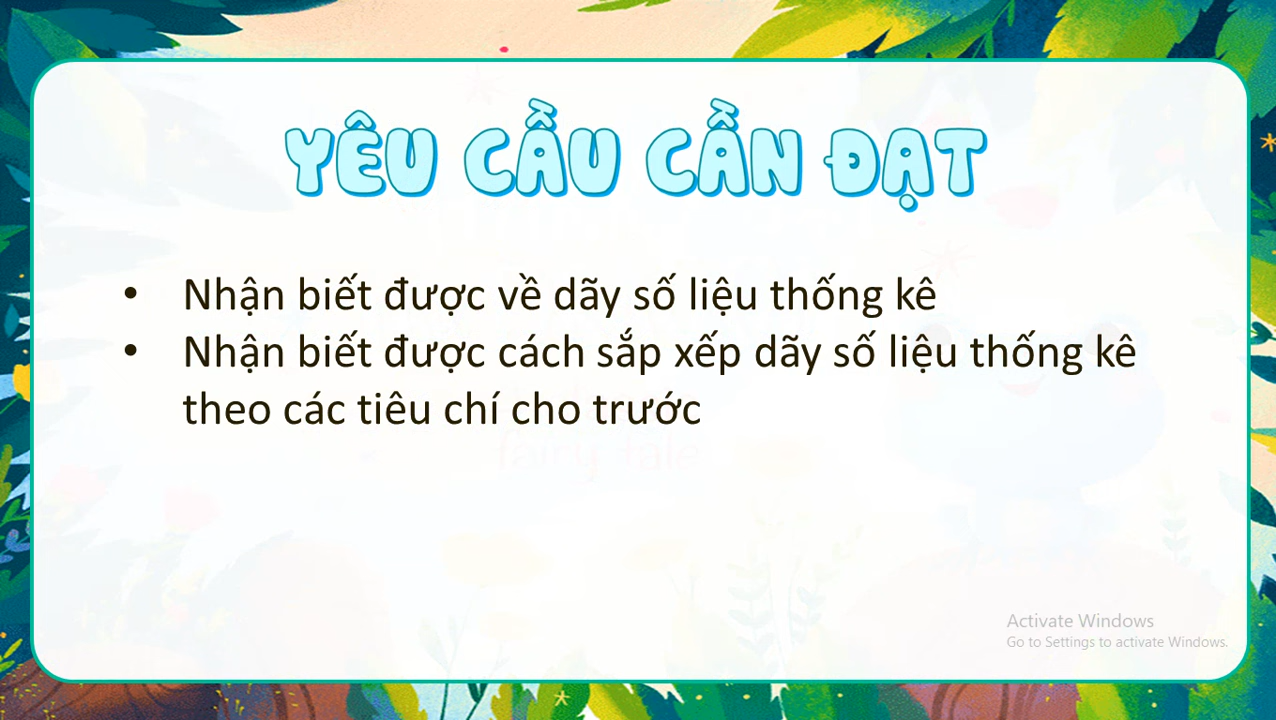 YÊU CẦU CẦN ĐẠT
• Nhận biết được về dãy số liệu thống kê
• Nhận biết được cách sắp xếp dãy số liệu thống kê
theo các tiêu chí cho trước
fairy tale
Activate Windows
Go to Settings to activate Windows.